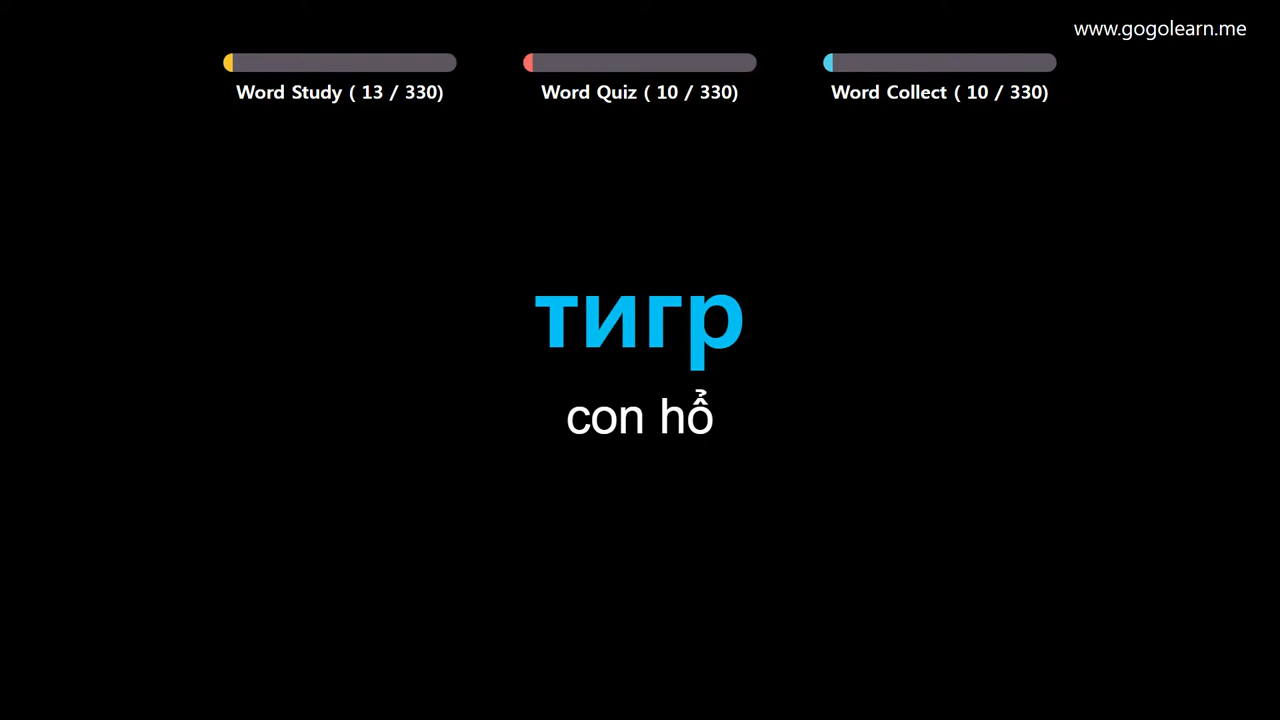 www.gogolearn.me
Word Study ( 13 / 330)
Word Quiz ( 10 / 330)
Word Collect ( 10 / 330)
тигр
con hổ